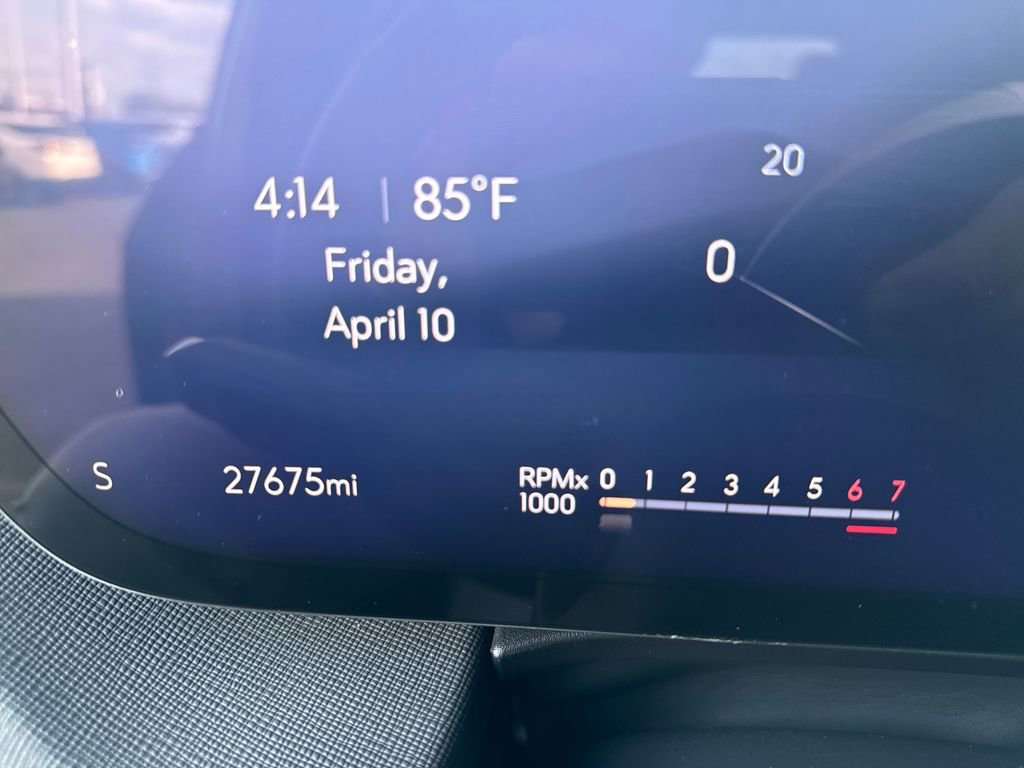 20
4:14 | 85°F
0
Friday,
April 10
S
27675mi
RPMx 0 1 2 3 4 5 6 7
1000